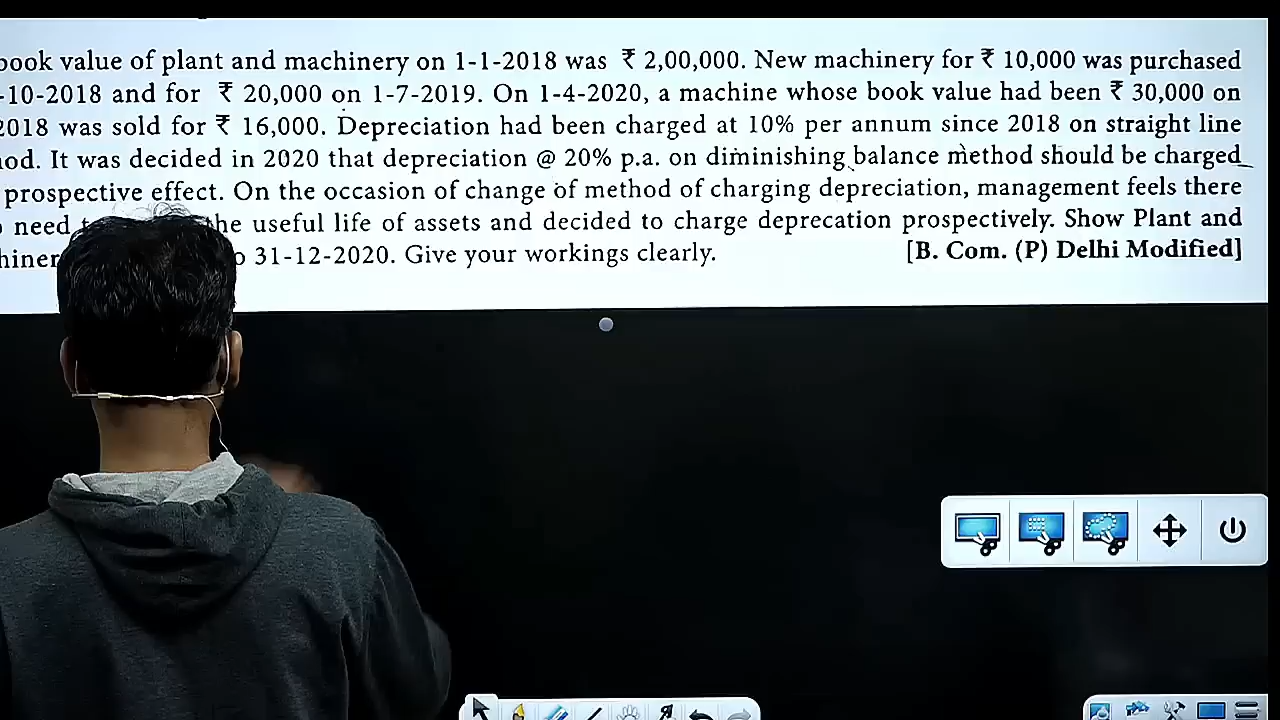 book value of plant and machinery on 1-1-2018 was ₹ 2,00,000. New machinery for ₹ 10,000 was purchased
-10-2018 and for ₹ 20,000 on 1-7-2019. On 1-4-2020, a machine whose book value had been ₹ 30,000 on
2018 was sold for ₹ 16,000. Depreciation had been charged at 10% per annum since 2018 on straight line
od. It was decided in 2020 that depreciation @ 20% p.a. on diminishing balance method should be charged
prospective effect. On the occasion of change of method of charging depreciation, management feels there
need the useful life of assets and decided to charge deprecation prospectively. Show Plant and
31-12-2020. Give your workings clearly. [B. Com. (P) Delhi Modified]